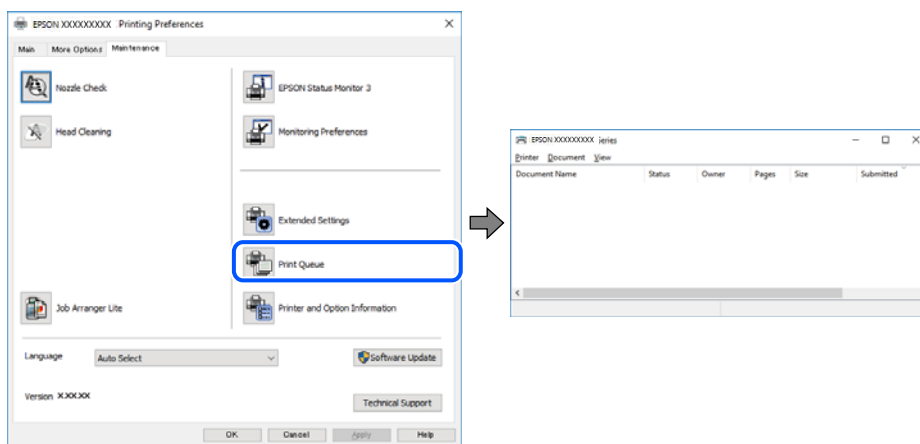 EPSON XXXXXXXXX Printing Preferences
Main More Options Maintenance
Nozzle Check
EPSON Status Monitor 3
Head Cleaning
Monitoring Preferences
Extended Settings
Print Queue
Job Arranger Lite
Printer and Option Information
Language Auto Select Software Update
Version X.XX.XX
Technical Support
OK Cancel Apply Help
EPSON XXXXXXXXX ieries
Printer Document View
Document Name Status Owner Pages Size Submitted